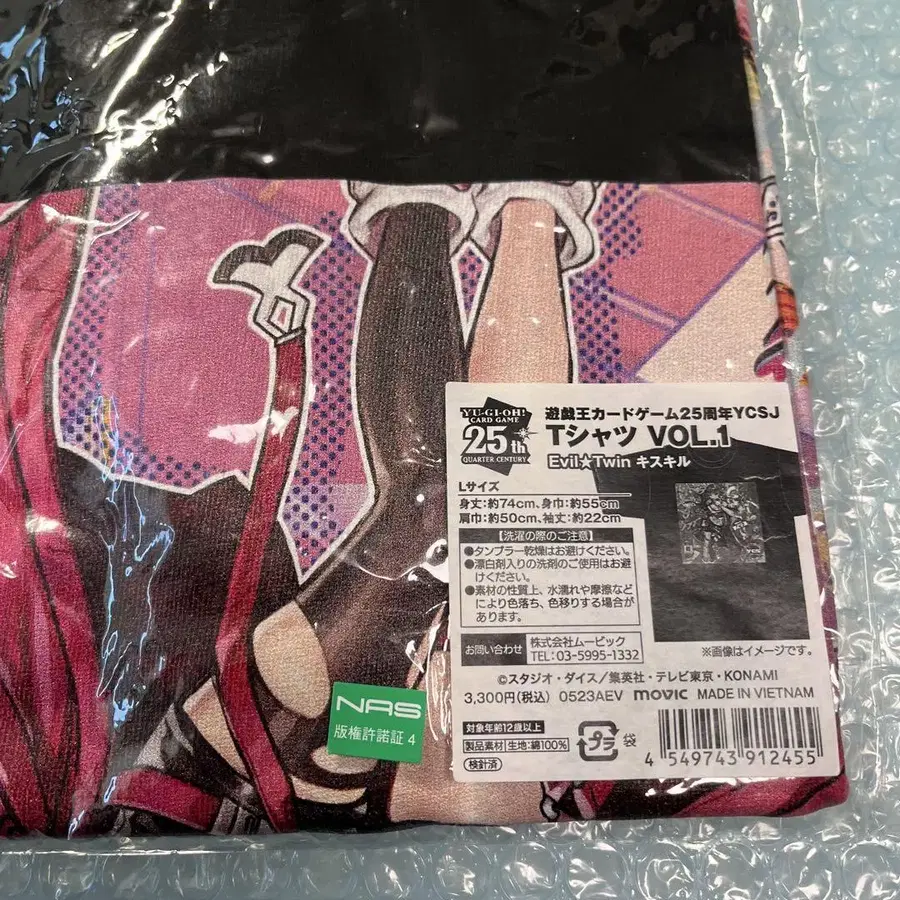 YU-GI-OH!
CARD GAME
25th
QUARTER CENTURY
遊戯王カードゲーム25周年YCSJ
Tシャツ VOL.1
Evil★Twin キスキル
Lサイズ
身丈:約74cm、身巾:約55cm
肩巾:約50cm、袖丈:約22cm
【洗濯の際のご注意】
●タンブラー乾燥はお避けください。
●漂白剤入りの洗剤のご使用はお避
けください。
●素材の性質上、水濡れや摩擦など
により色落ち、色移りする場合が
あります。
お問い合わせ
株式会社ムービック
TEL:03-5995-1332
※画像はイメージです。
©スタジオ・ダイス/集英社・テレビ東京・KONAMI
3,300円(税込) 0523AEV movic MADE IN VIETNAM
対象年齢12歳以上
製品素材 生地:綿100%
検針済
プラ 袋
4 549743 912455
NAS
版権許諾証 4